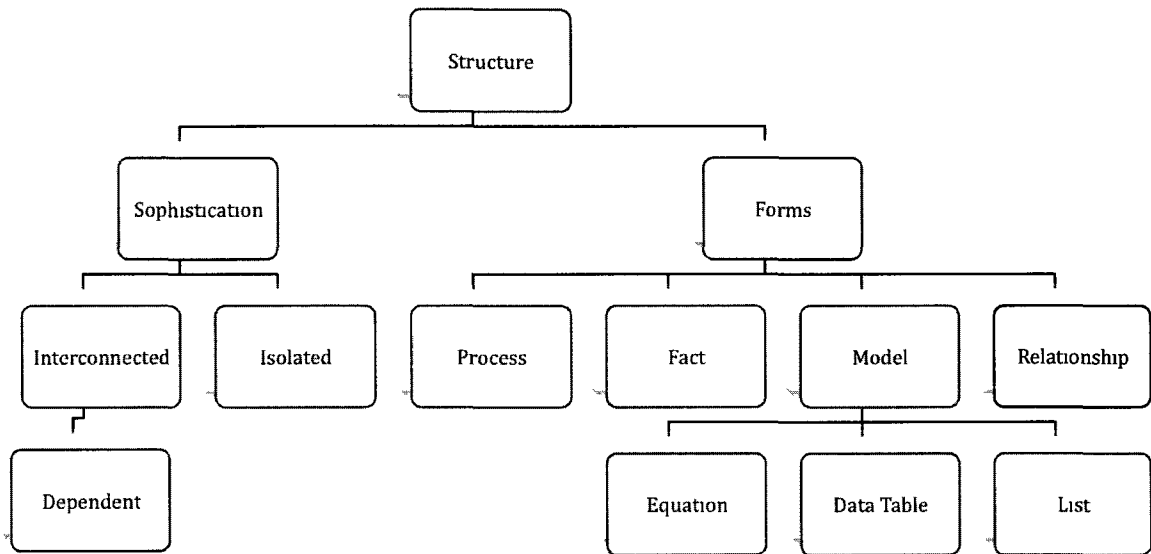 Structure
Sophistication
Forms
Interconnected
Isolated
Process
Fact
Model
Relationship
Dependent
Equation
Data Table
List